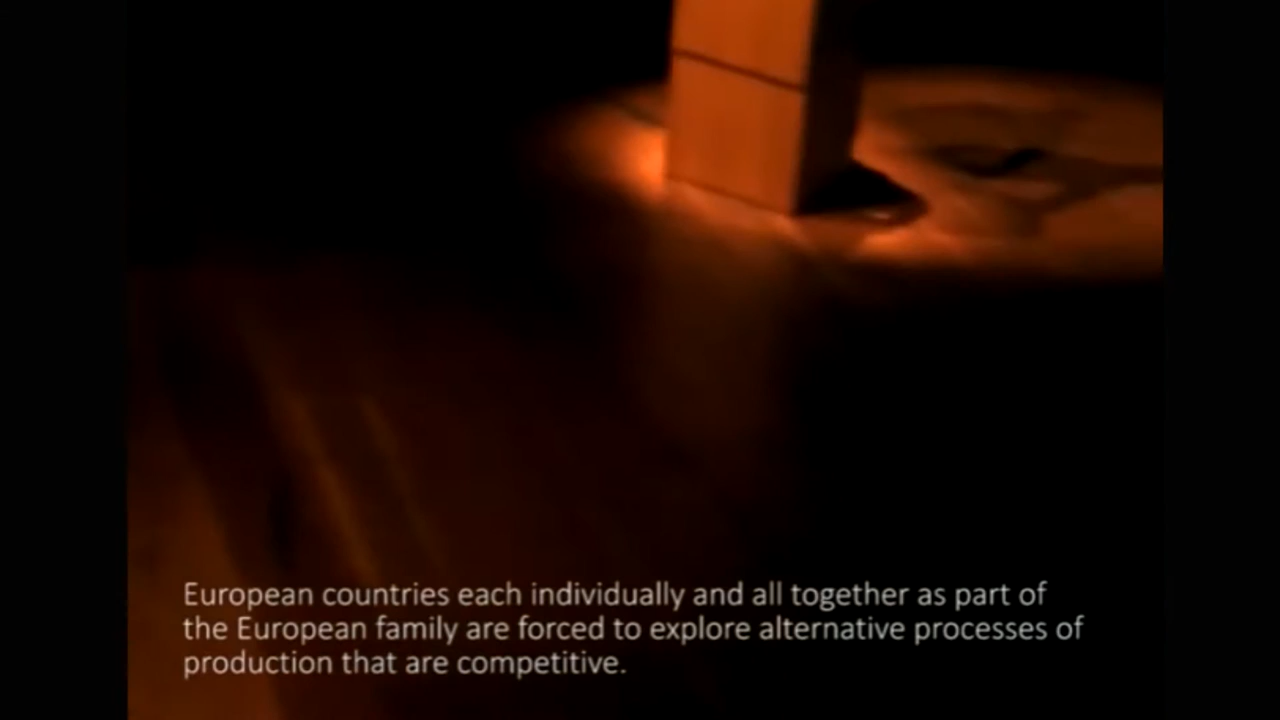 European countries each individually and all together as part of
the European family are forced to explore alternative processes of
production that are competitive.